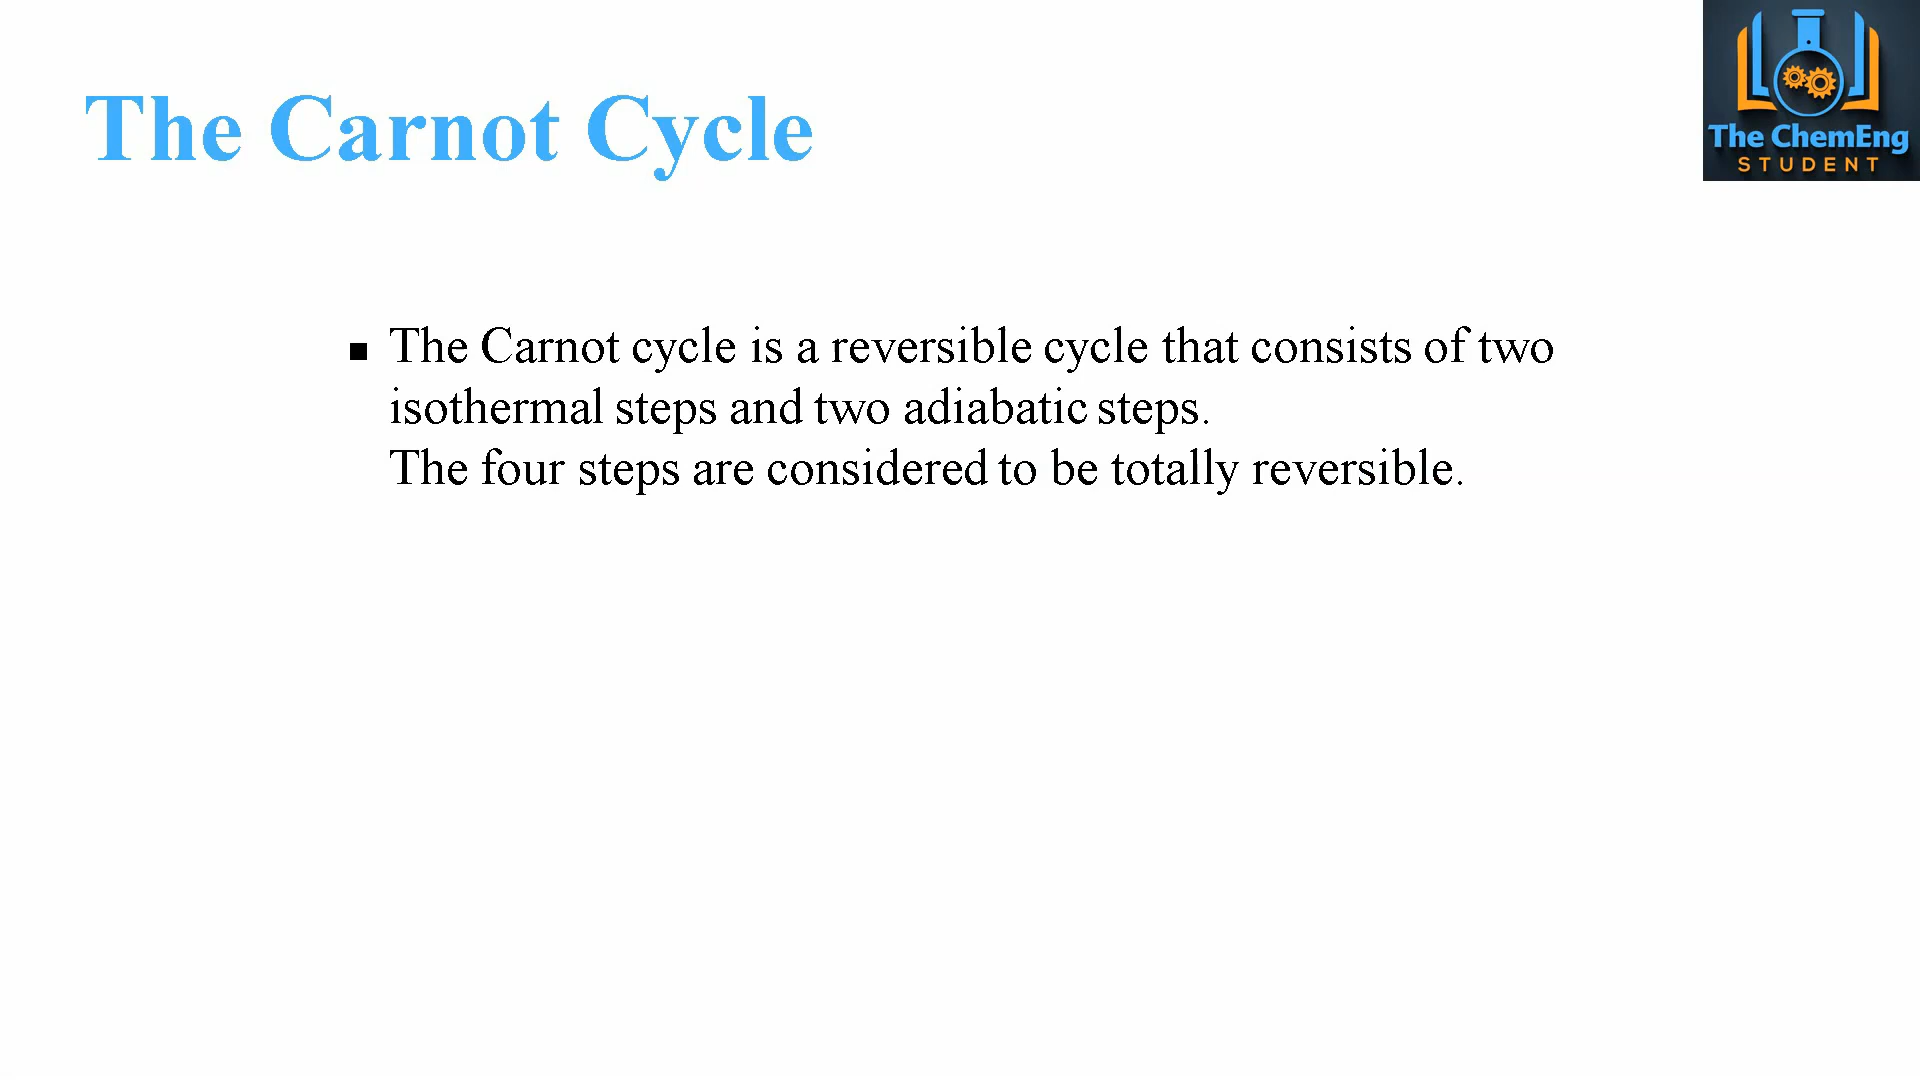 The Carnot Cycle
The ChemEng
STUDENT
The Carnot cycle is a reversible cycle that consists of two
isothermal steps and two adiabatic steps.
The four steps are considered to be totally reversible.